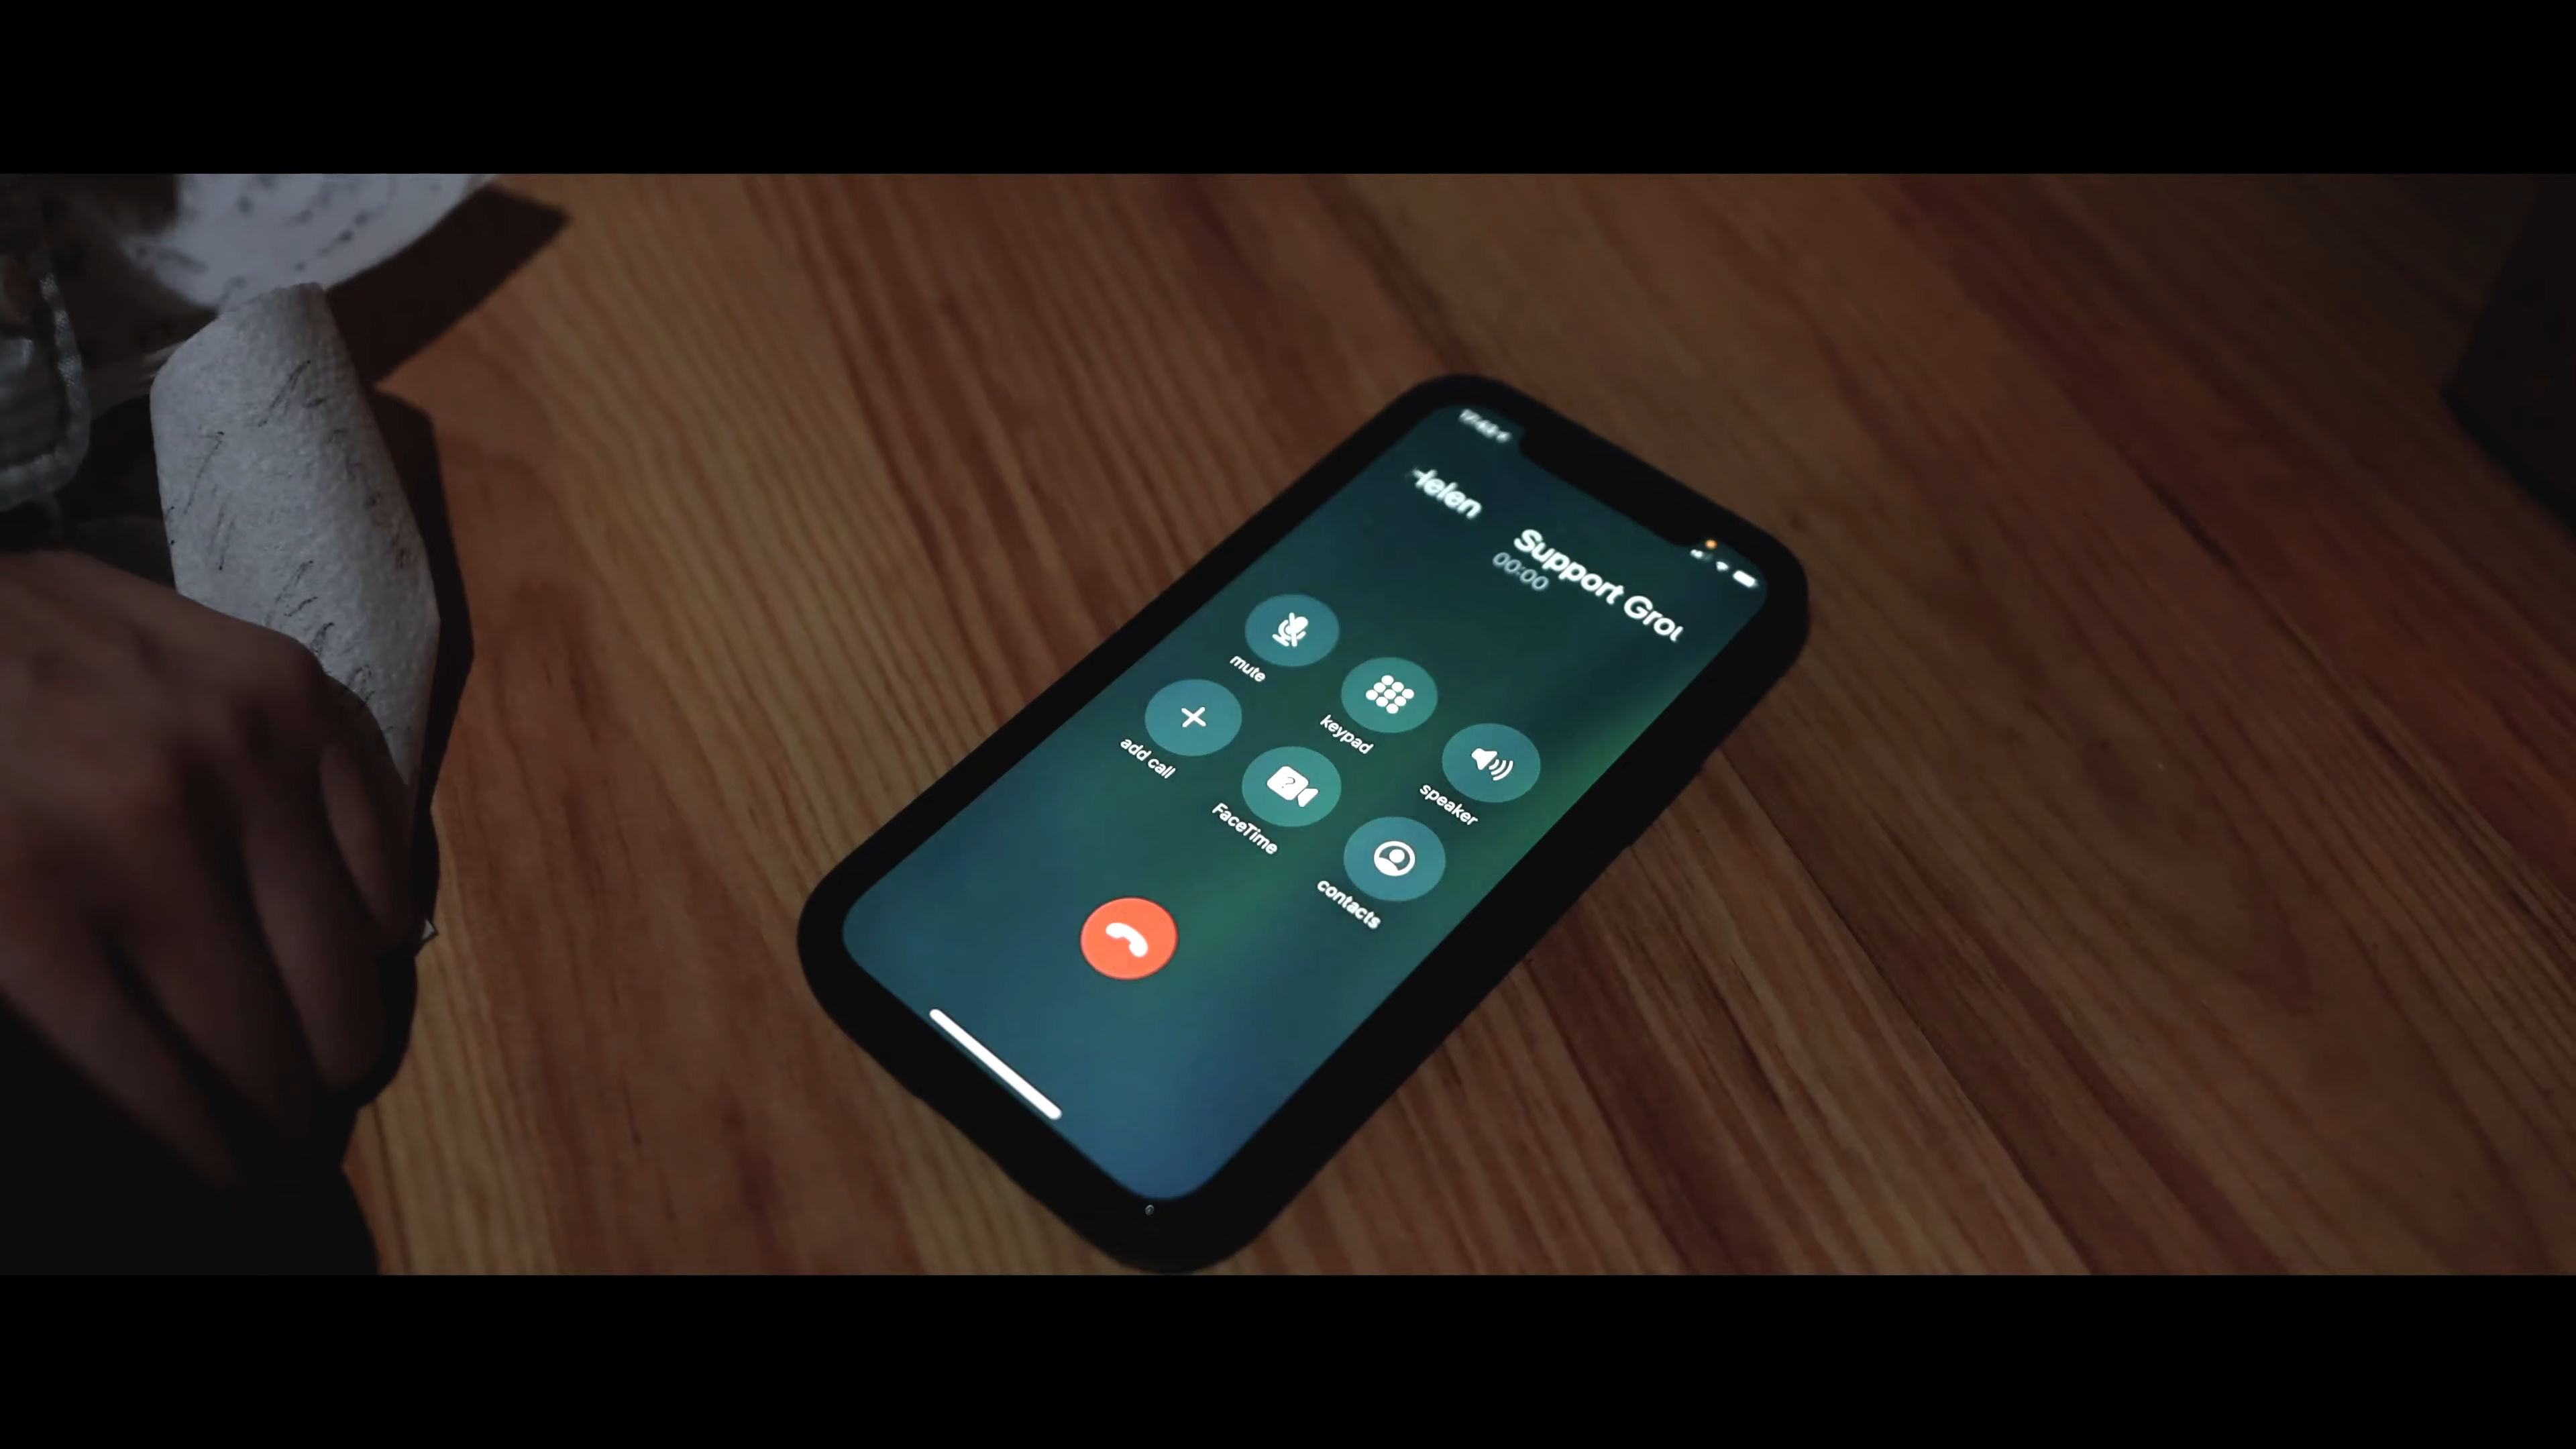 Helen Support Grou
00:00
mute
keypad
speaker
add call
FaceTime
contacts